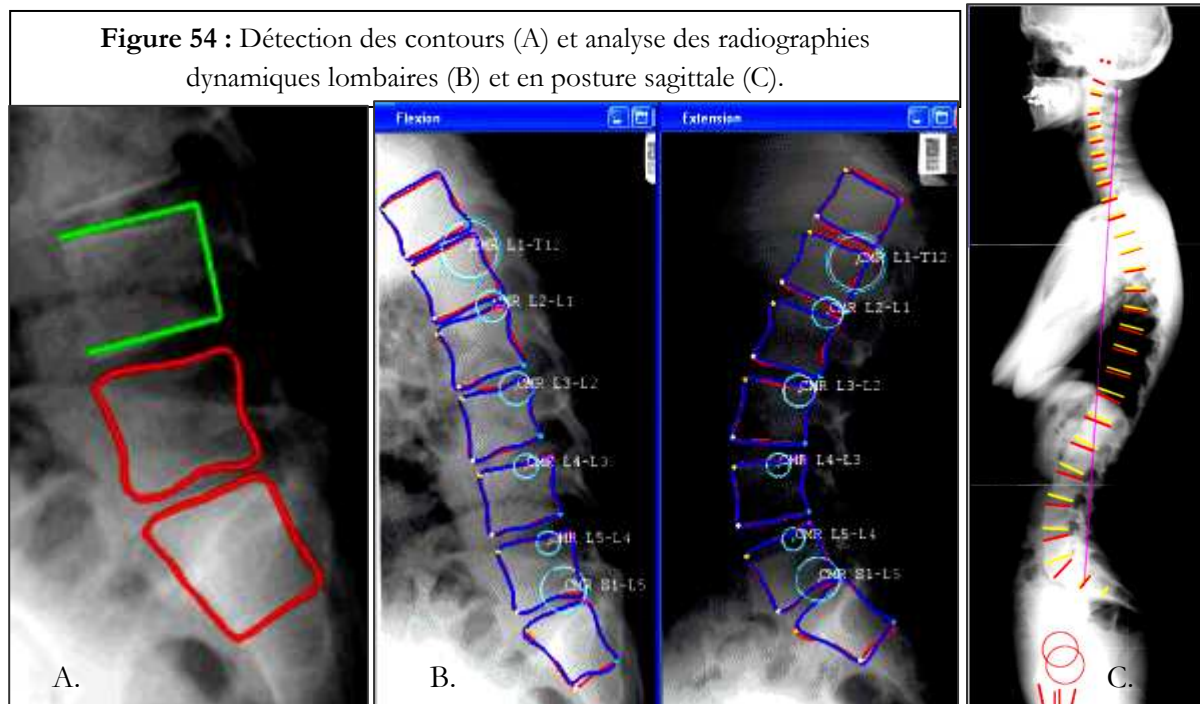 Figure 54 : Détection des contours (A) et analyse des radiographies
dynamiques lombaires (B) et en posture sagittale (C).
Flexion
CMR L1-T12
CMR L2-L1
CMR L3-L2
CMR L4-L3
CMR L5-L4
CMR S1-L5
Extension
CMR L1-T12
CMR L2-L1
CMR L3-L2
CMR L4-L3
CMR L5-L4
CMR S1-L5
A.
B.
C.